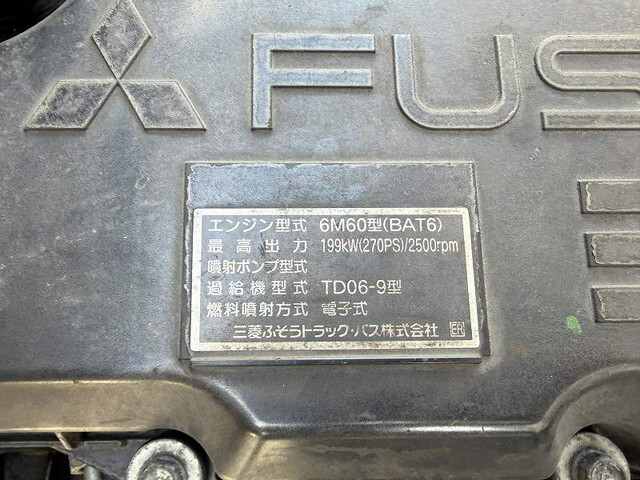 FUS
エンジン型式 6M60型(BAT6)
最高出力 199kW(270PS)/2500rpm
噴射ポンプ型式
過給機型式 TD06-9型
燃料噴射方式 電子式
三菱ふそうトラック・バス株式会社